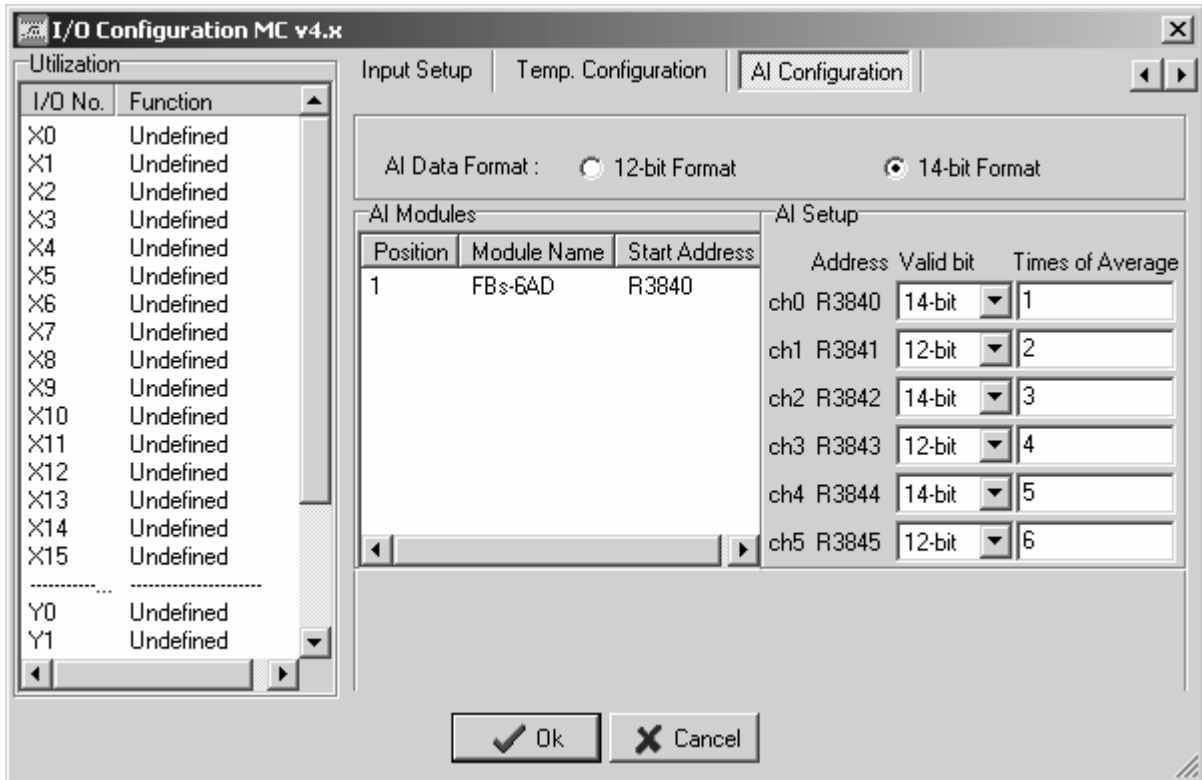 I/O Configuration MC v4.x
Utilization
I/O No. Function
X0 Undefined
X1 Undefined
X2 Undefined
X3 Undefined
X4 Undefined
X5 Undefined
X6 Undefined
X7 Undefined
X8 Undefined
X9 Undefined
X10 Undefined
X11 Undefined
X12 Undefined
X13 Undefined
X14 Undefined
X15 Undefined
-----------... ----------------------
Y0 Undefined
Y1 Undefined
Input Setup Temp. Configuration AI Configuration
AI Data Format : 12-bit Format 14-bit Format
AI Modules
Position Module Name Start Address
1 FBs-6AD R3840
AI Setup
Address Valid bit Times of Average
ch0 R3840 14-bit 1
ch1 R3841 12-bit 2
ch2 R3842 14-bit 3
ch3 R3843 12-bit 4
ch4 R3844 14-bit 5
ch5 R3845 12-bit 6
Ok Cancel